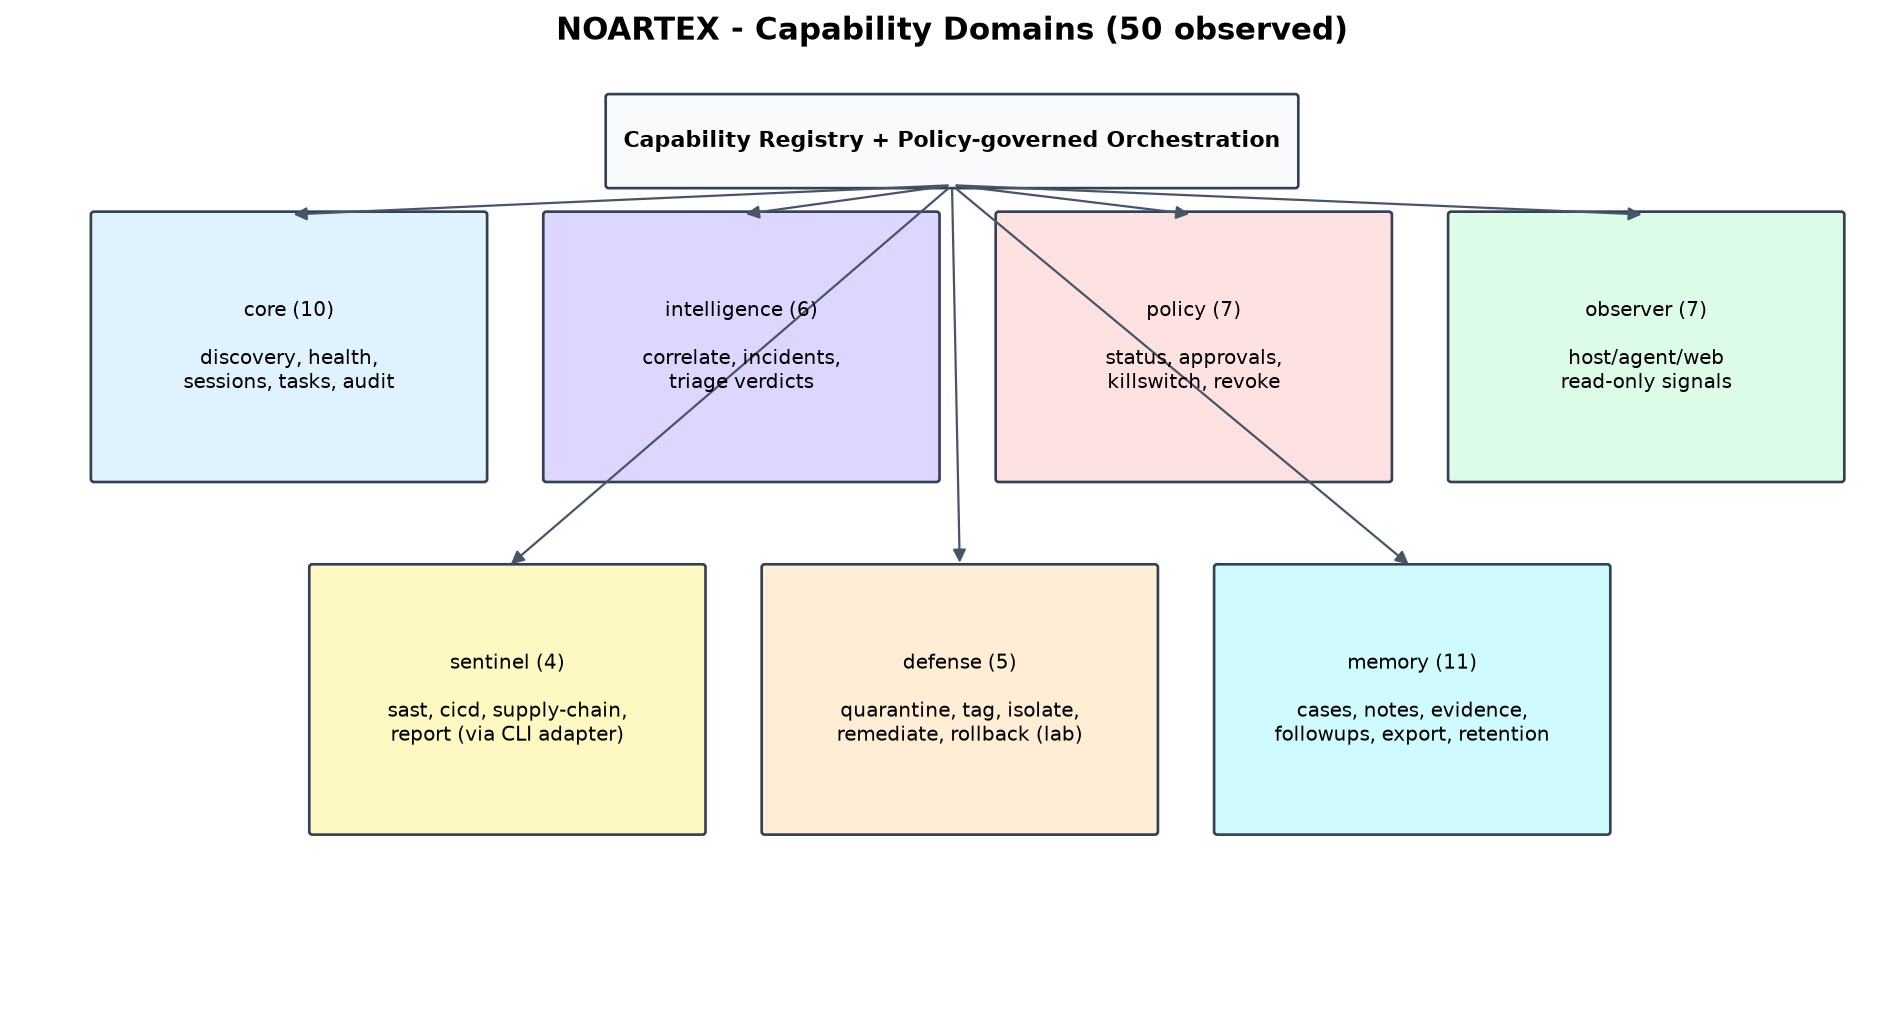 NOARTEX - Capability Domains (50 observed)
Capability Registry + Policy-governed Orchestration
core (10)
discovery, health,
sessions, tasks, audit
intelligence (6)
correlate, incidents,
triage verdicts
policy (7)
status, approvals,
killswitch, revoke
observer (7)
host/agent/web
read-only signals
sentinel (4)
sast, cicd, supply-chain,
report (via CLI adapter)
defense (5)
quarantine, tag, isolate,
remediate, rollback (lab)
memory (11)
cases, notes, evidence,
followups, export, retention